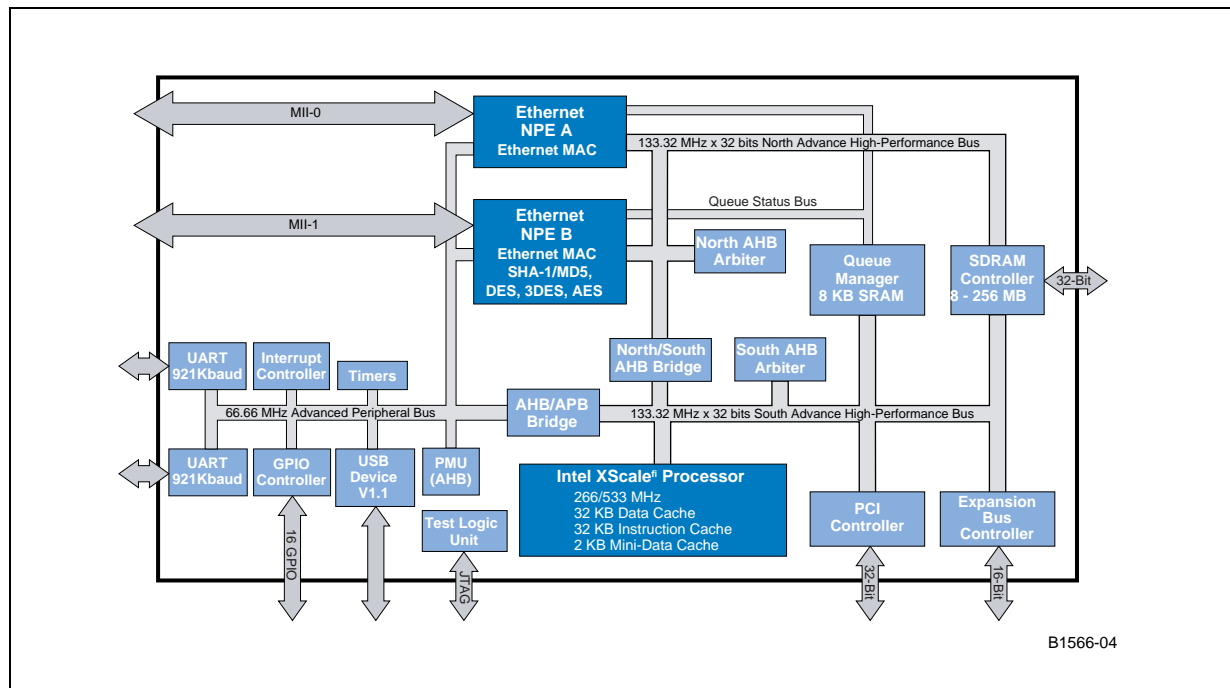 MII-0
Ethernet
NPE A
Ethernet MAC
133.32 MHz x 32 bits North Advance High-Performance Bus
Queue Status Bus
MII-1
Ethernet
NPE B
Ethernet MAC
SHA-1/MD5,
DES, 3DES, AES
North AHB
Arbiter
Queue
Manager
8 KB SRAM
SDRAM
Controller
8 - 256 MB
32-Bit
UART
921Kbaud
Interrupt
Controller
Timers
North/South
AHB Bridge
South AHB
Arbiter
66.66 MHz Advanced Peripheral Bus
AHB/APB
Bridge
133.32 MHz x 32 bits South Advance High-Performance Bus
UART
921Kbaud
GPIO
Controller
USB
Device
V1.1
PMU
(AHB)
Intel XScaleﬁ Processor
266/533 MHz
32 KB Data Cache
32 KB Instruction Cache
2 KB Mini-Data Cache
PCI
Controller
Expansion
Bus
Controller
Test Logic
Unit
16 GPIO
JTAG
32-Bit
16-Bit
B1566-04